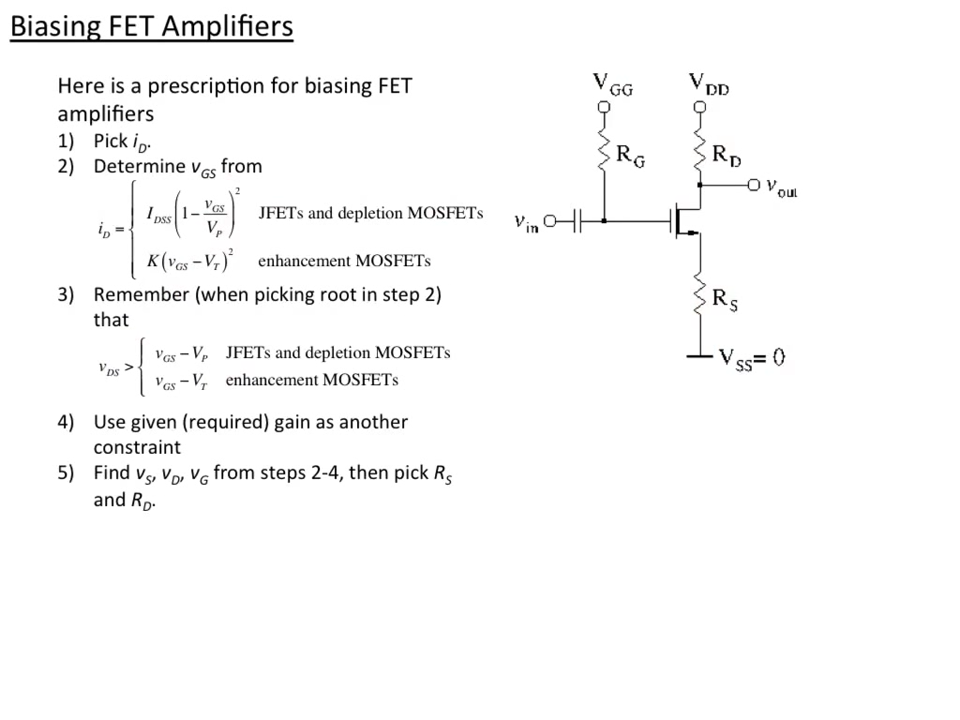 Biasing FET Amplifiers
Here is a prescription for biasing FET
amplifiers
1) Pick i_D.
2) Determine v_GS from
i_D = { I_DSS (1 − v_GS / V_P)^2 JFETs and depletion MOSFETs
K(v_GS − V_T)^2 enhancement MOSFETs
3) Remember (when picking root in step 2)
that
v_DS > { v_GS − V_P JFETs and depletion MOSFETs
v_GS − V_T enhancement MOSFETs
4) Use given (required) gain as another
constraint
5) Find v_S, v_D, v_G from steps 2-4, then pick R_S
and R_D.
V_GG
V_DD
R_G
R_D
v_out
v_in
R_S
V_SS= 0